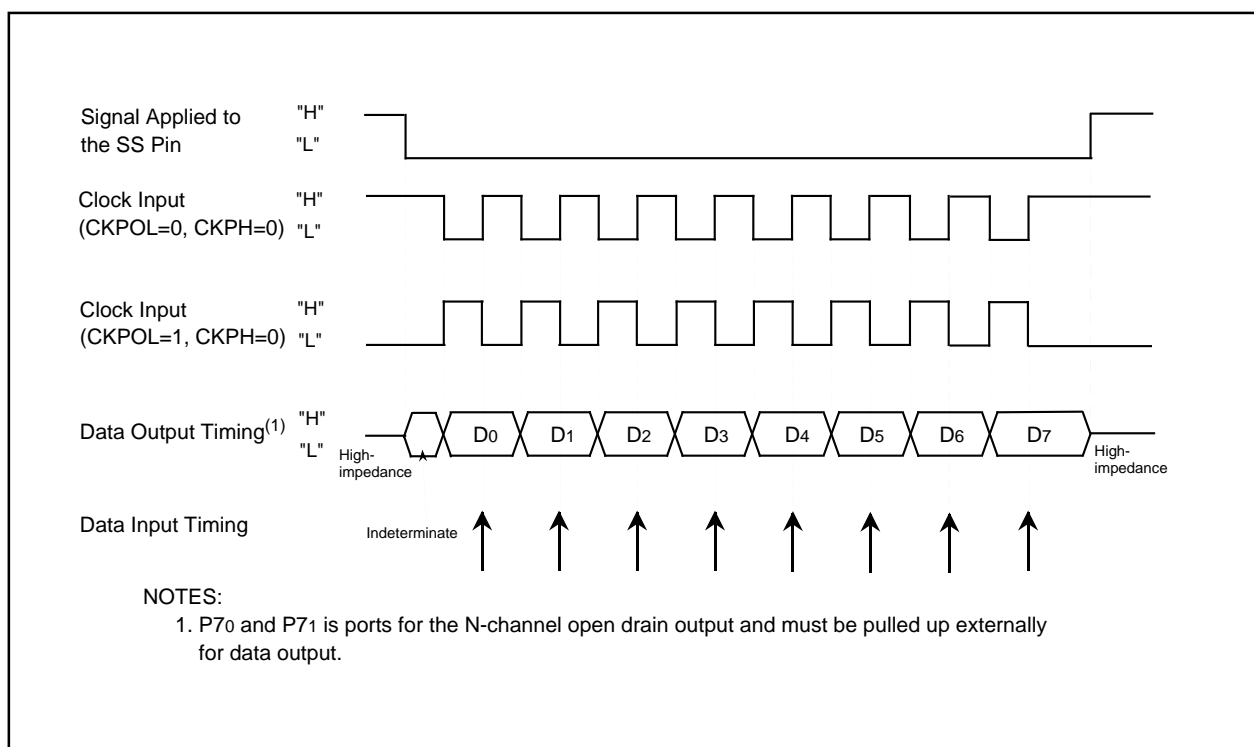 Signal Applied to
the SS Pin
"H"
"L"
Clock Input
(CKPOL=0, CKPH=0)
"H"
"L"
Clock Input
(CKPOL=1, CKPH=0)
"H"
"L"
Data Output Timing(1)
"H"
"L"
High-
impedance
D0 D1 D2 D3 D4 D5 D6 D7
High-
impedance
Data Input Timing
Indeterminate
NOTES:
1. P70 and P71 is ports for the N-channel open drain output and must be pulled up externally
for data output.